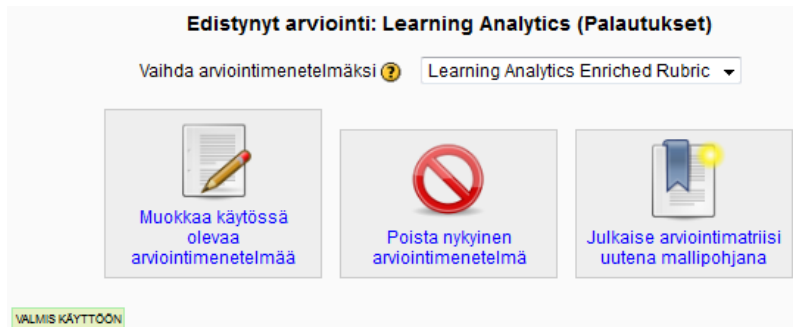 Edistynyt arviointi: Learning Analytics (Palautukset)
Vaihda arviointimenetelmäksi ? Learning Analytics Enriched Rubric
Muokkaa käytössä
olevaa
arviointimenetelmää
Poista nykyinen
arviointimenetelmä
Julkaise arviointimatriisi
uutena mallipohjana
VALMIS KÄYTTÖÖN